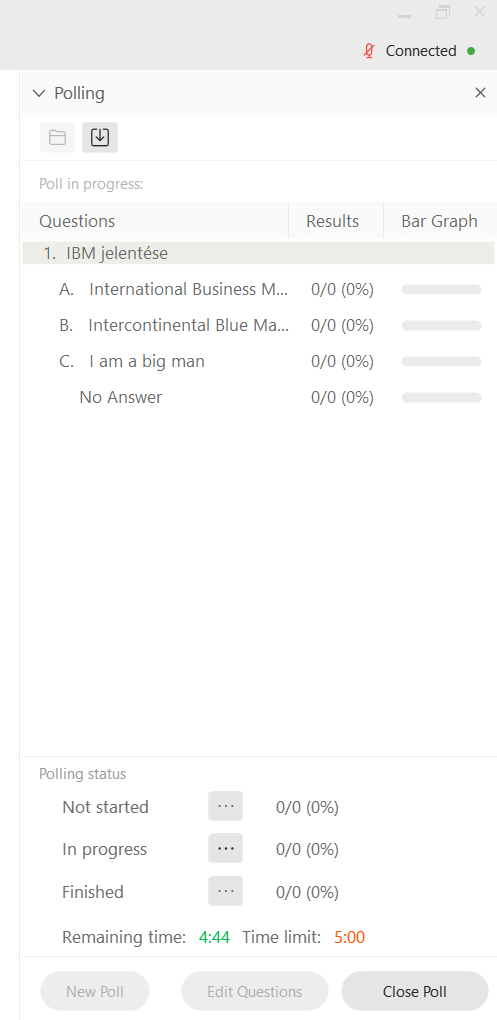 Connected
Polling
Poll in progress:
Questions Results Bar Graph
1. IBM jelentése
A. International Business M... 0/0 (0%)
B. Intercontinental Blue Ma... 0/0 (0%)
C. I am a big man 0/0 (0%)
No Answer 0/0 (0%)
Polling status
Not started ... 0/0 (0%)
In progress ... 0/0 (0%)
Finished ... 0/0 (0%)
Remaining time: 4:44 Time limit: 5:00
New Poll Edit Questions Close Poll